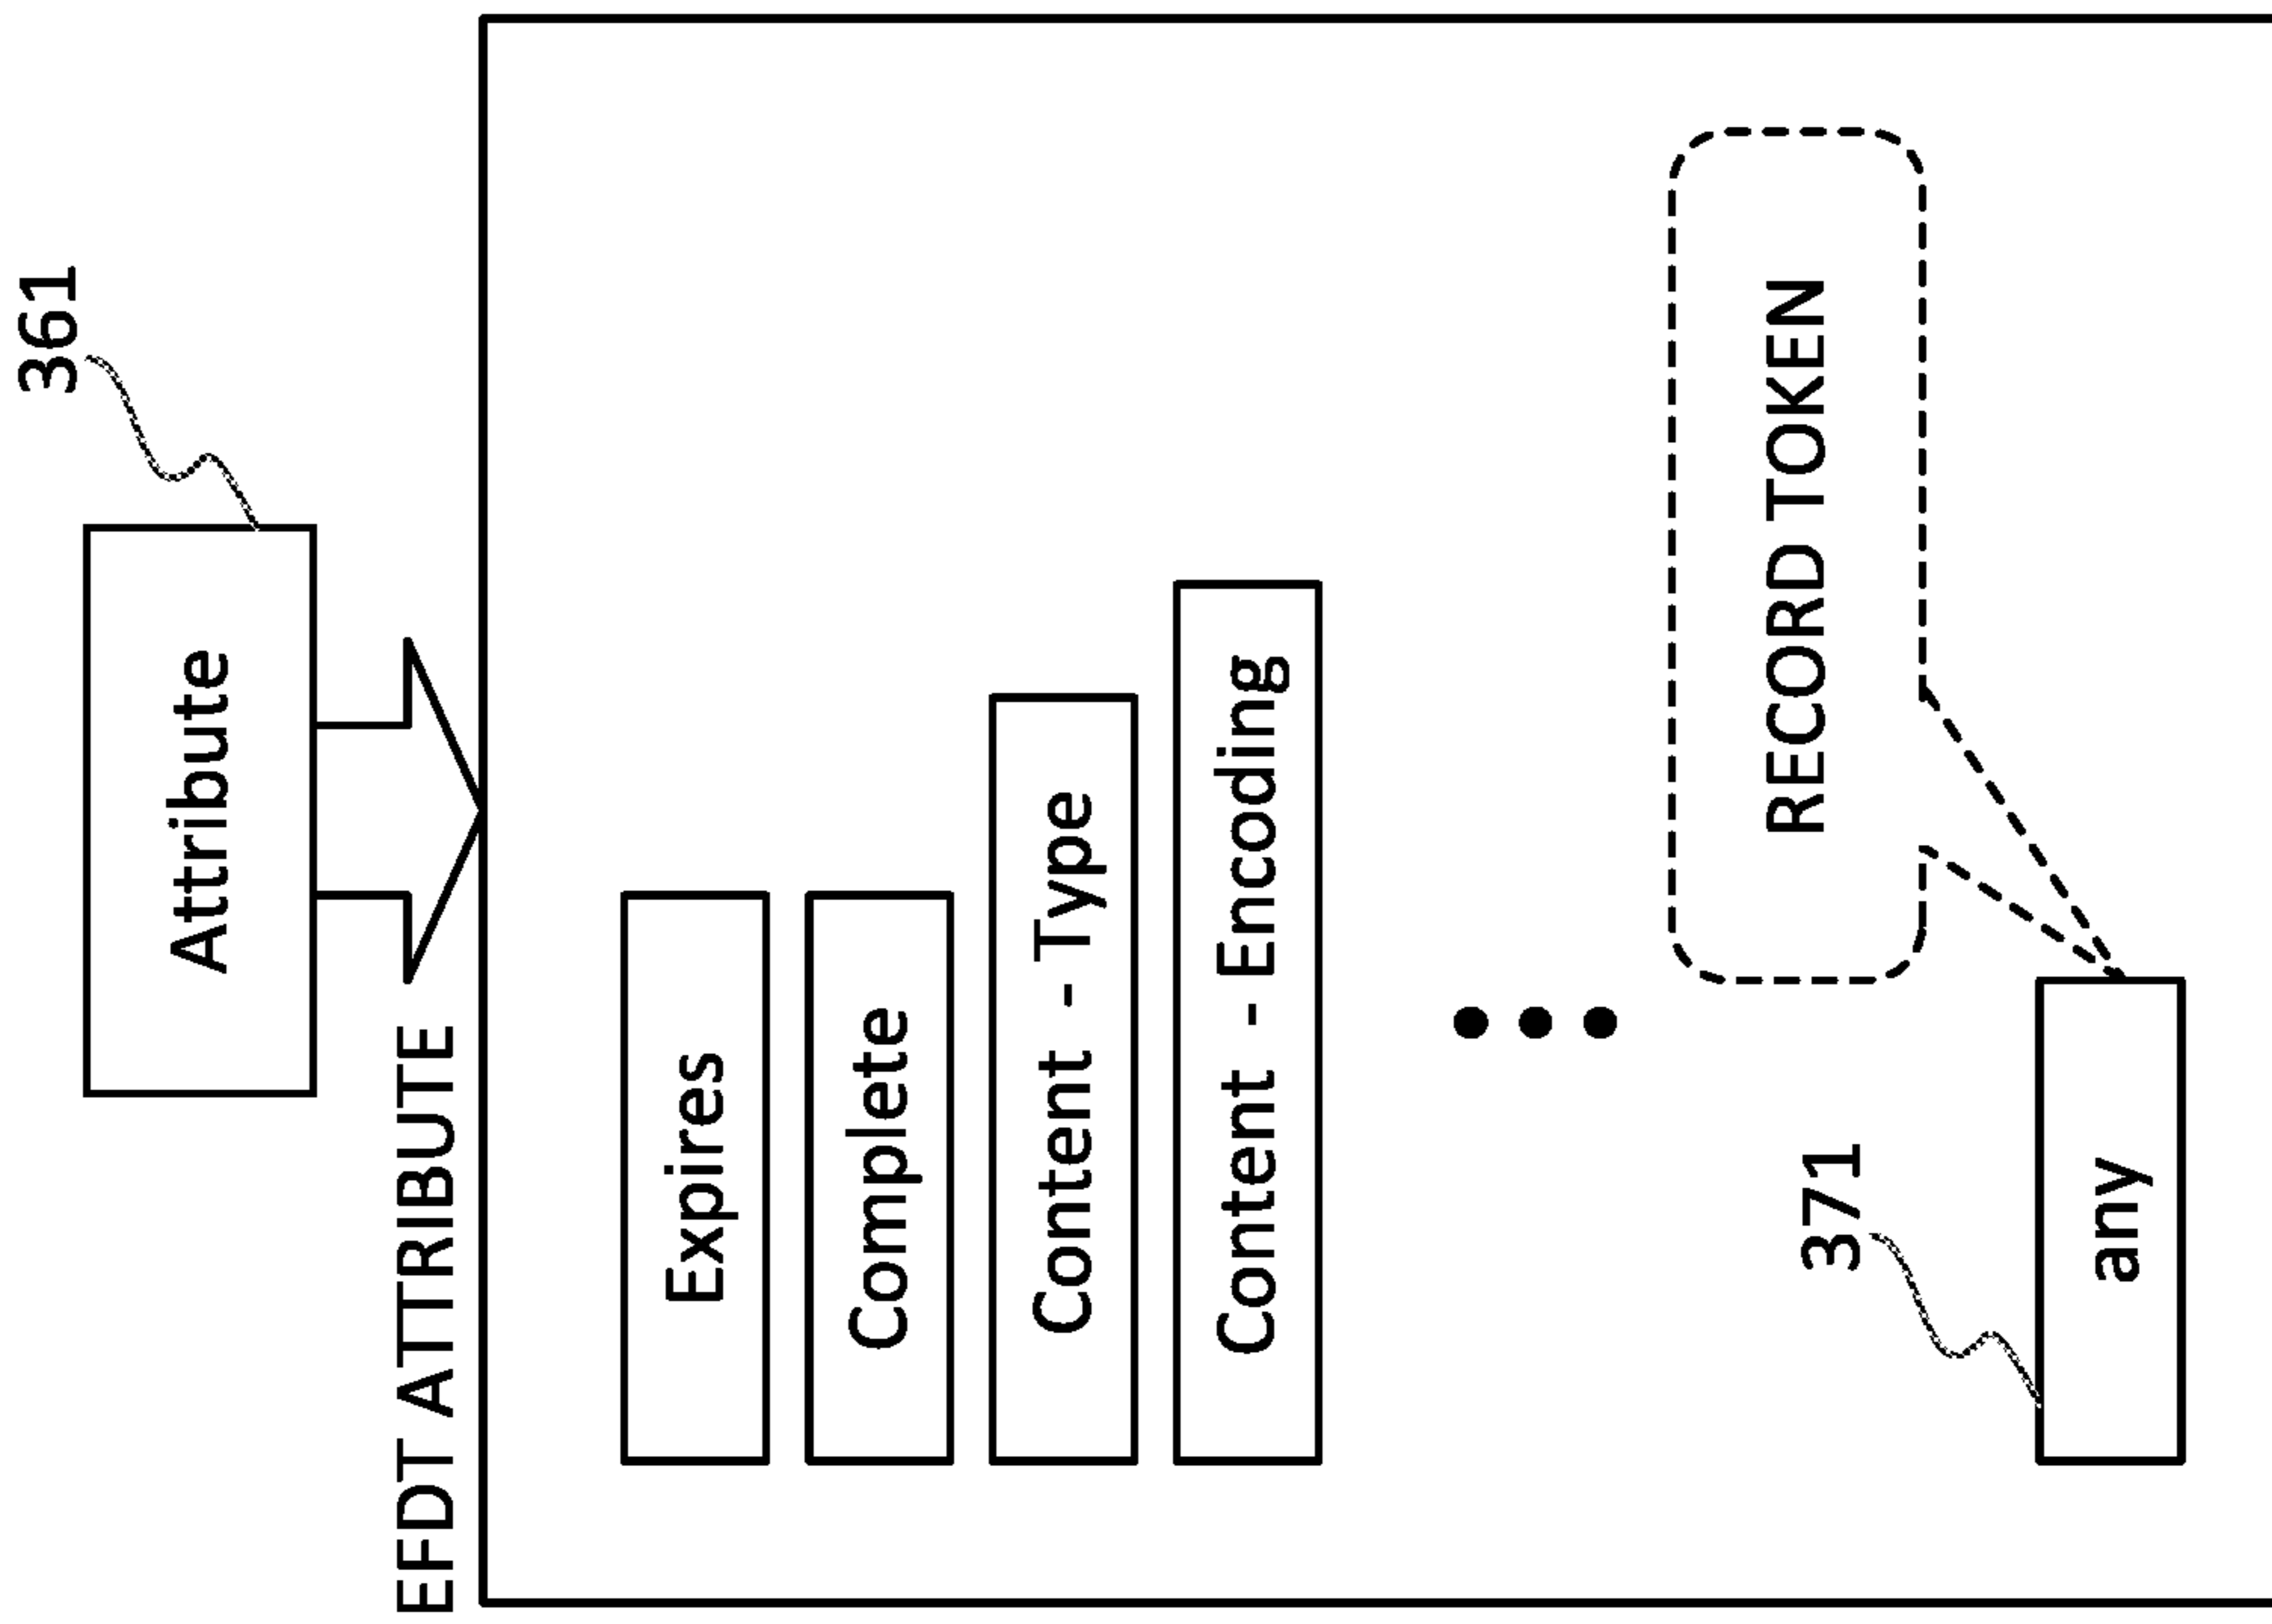 361
Attribute
EFDT ATTRIBUTE
Expires
Complete
Content - Type
Content - Encoding
RECORD TOKEN
371
any